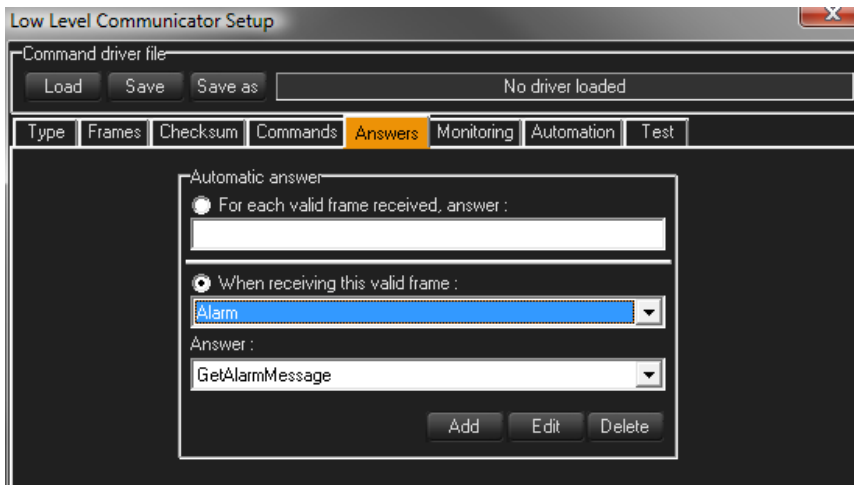 Low Level Communicator Setup
Command driver file
Load Save Save as No driver loaded
Type Frames Checksum Commands Answers Monitoring Automation Test
Automatic answer
For each valid frame received, answer :
When receiving this valid frame :
Alarm
Answer :
GetAlarmMessage
Add Edit Delete